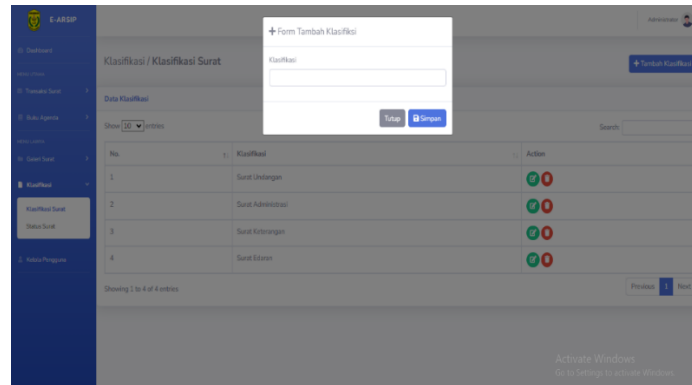 E-ARSIP
Dashboard
Transaksi Surat
Buku Agenda
Galeri Surat
Klasifikasi
Klasifikasi Surat
Status Surat
Kelola Pengguna
Administrator
Klasifikasi / Klasifikasi Surat
+ Tambah Klasifikasi
+ Form Tambah Klasifiksi
Klasifikasi
Tutup
Simpan
Data Klasifikasi
Show 10 entries
Search:
No. Klasifikasi Action
1 Surat Undangan
2 Surat Administrasi
3 Surat Keterangan
4 Surat Edaran
Showing 1 to 4 of 4 entries
Previous 1 Next
Activate Windows
Go to Settings to activate Windows.